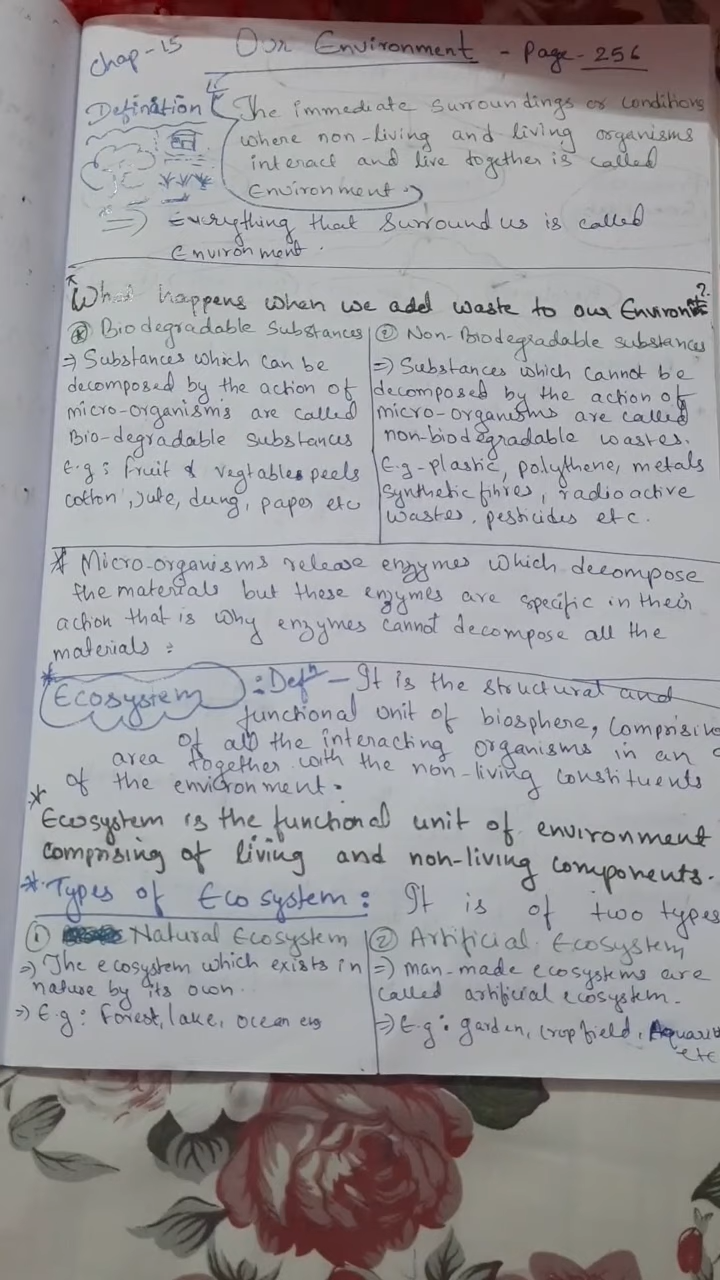 Chap-15 Our Environment - Page-256
Definition The immediate surroundings or conditions
where non-living and living organisms
interact and live together is called
Environment.
=> Everything that Surround us is called
Environment.
What happens when we add waste to our Environ
* Biodegradable Substances
=> Substances which can be
decomposed by the action of
micro-organisms are called
Bio-degradable Substances
E.g: fruit & vegtables peels
cotton, jute, dung, paper etc
② Non-Biodegradable substances
=> Substances which cannot be
decomposed by the action of
micro-organisms are called
non-biodegradable wastes.
E.g-plastic, polythene, metals
synthetic fibres, radioactive
wastes, pesticides etc.
* Micro-organisms release enzymes which decompose
the materials but these enzymes are specific in their
action that is why enzymes cannot decompose all the
materials:
* Ecosystem :Defⁿ - It is the structural and
functional unit of biosphere, comprisi
of all the interacting organisms in an
area together with the non-living constituents
of the environment.
* Ecosystem is the functional unit of environment
comprising of living and non-living components.
* Types of Eco system: It is of two types
① Natural Ecosystem
=> The ecosystem which exists in
nature by its own.
=> E.g: Forest, lake, ocean
② Artificial Ecosystem
=> man-made ecosystems are
called artificial ecosystem.
=> E.g: garden, crop field, Aquariu
etc